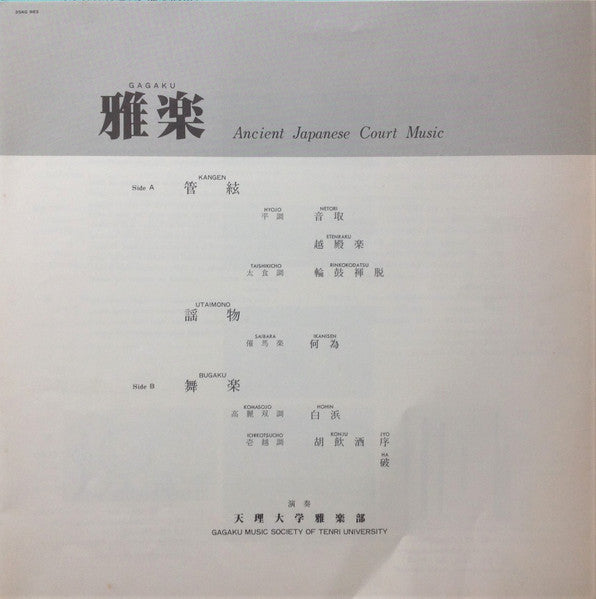 25AG 983
GAGAKU
雅楽 Ancient Japanese Court Music
KANGEN
Side A 管絃
HYOJO NETORI
平調 音取
ETENRAKU
越殿楽
TAISHIKICHO RINKOKODATSU
太食調 輪鼓褌脱
UTAIMONO
謡物
SAIBARA IKANISEN
催馬楽 何為
BUGAKU
Side B 舞楽
KOMASOJO HOHIN
高麗双調 白浜
ICHIKOTSUCHO KONJU JYO
壱越調 胡飲酒 序
HA
破
演奏
天理大学雅楽部
GAGAKU MUSIC SOCIETY OF TENRI UNIVERSITY